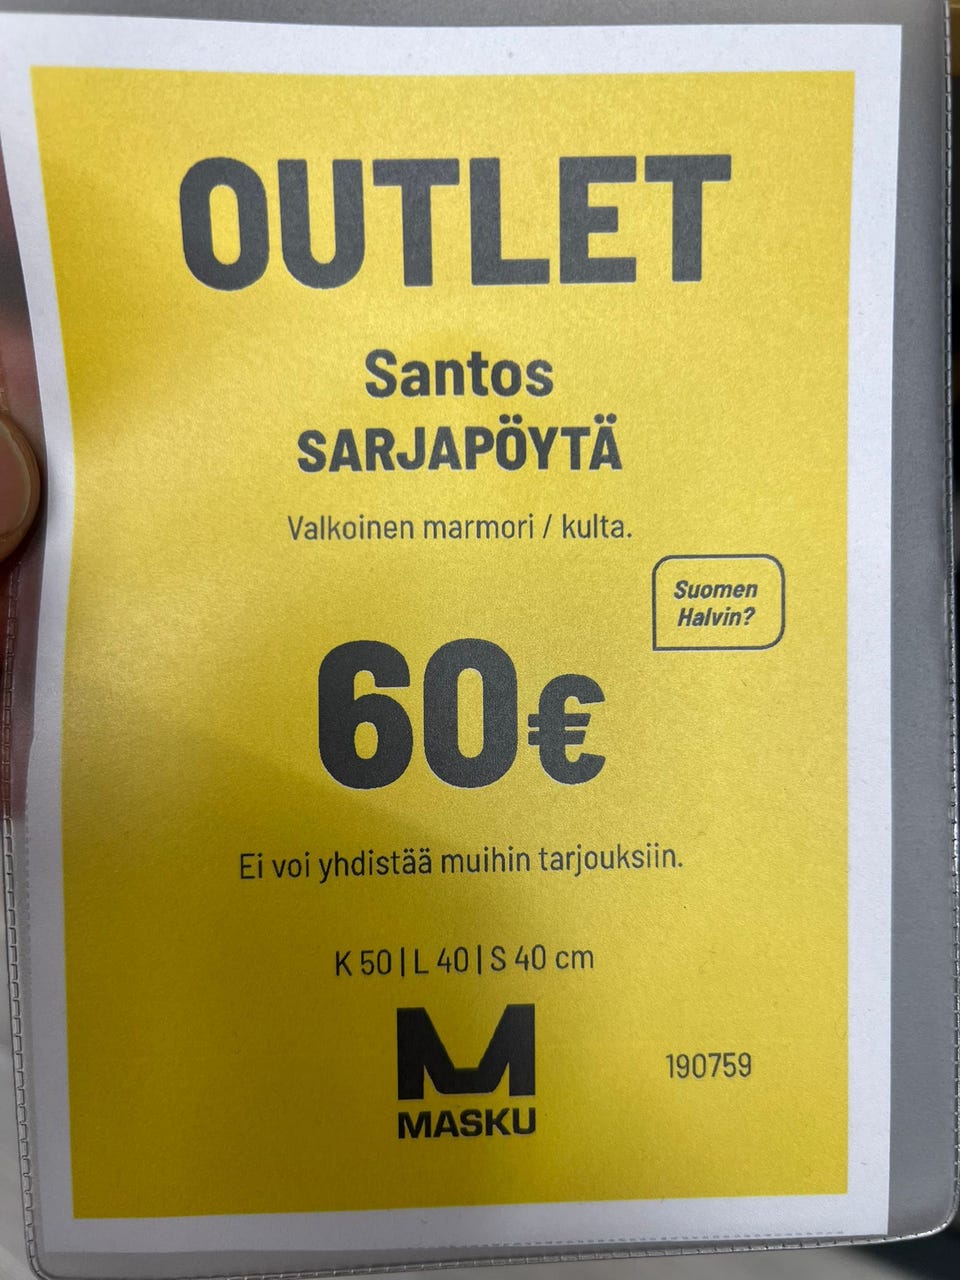 OUTLET
Santos
SARJAPÖYTÄ
Valkoinen marmori / kulta.
Suomen
Halvin?
60€
Ei voi yhdistää muihin tarjouksiin.
K 50 | L 40 | S 40 cm
190759
MASKU